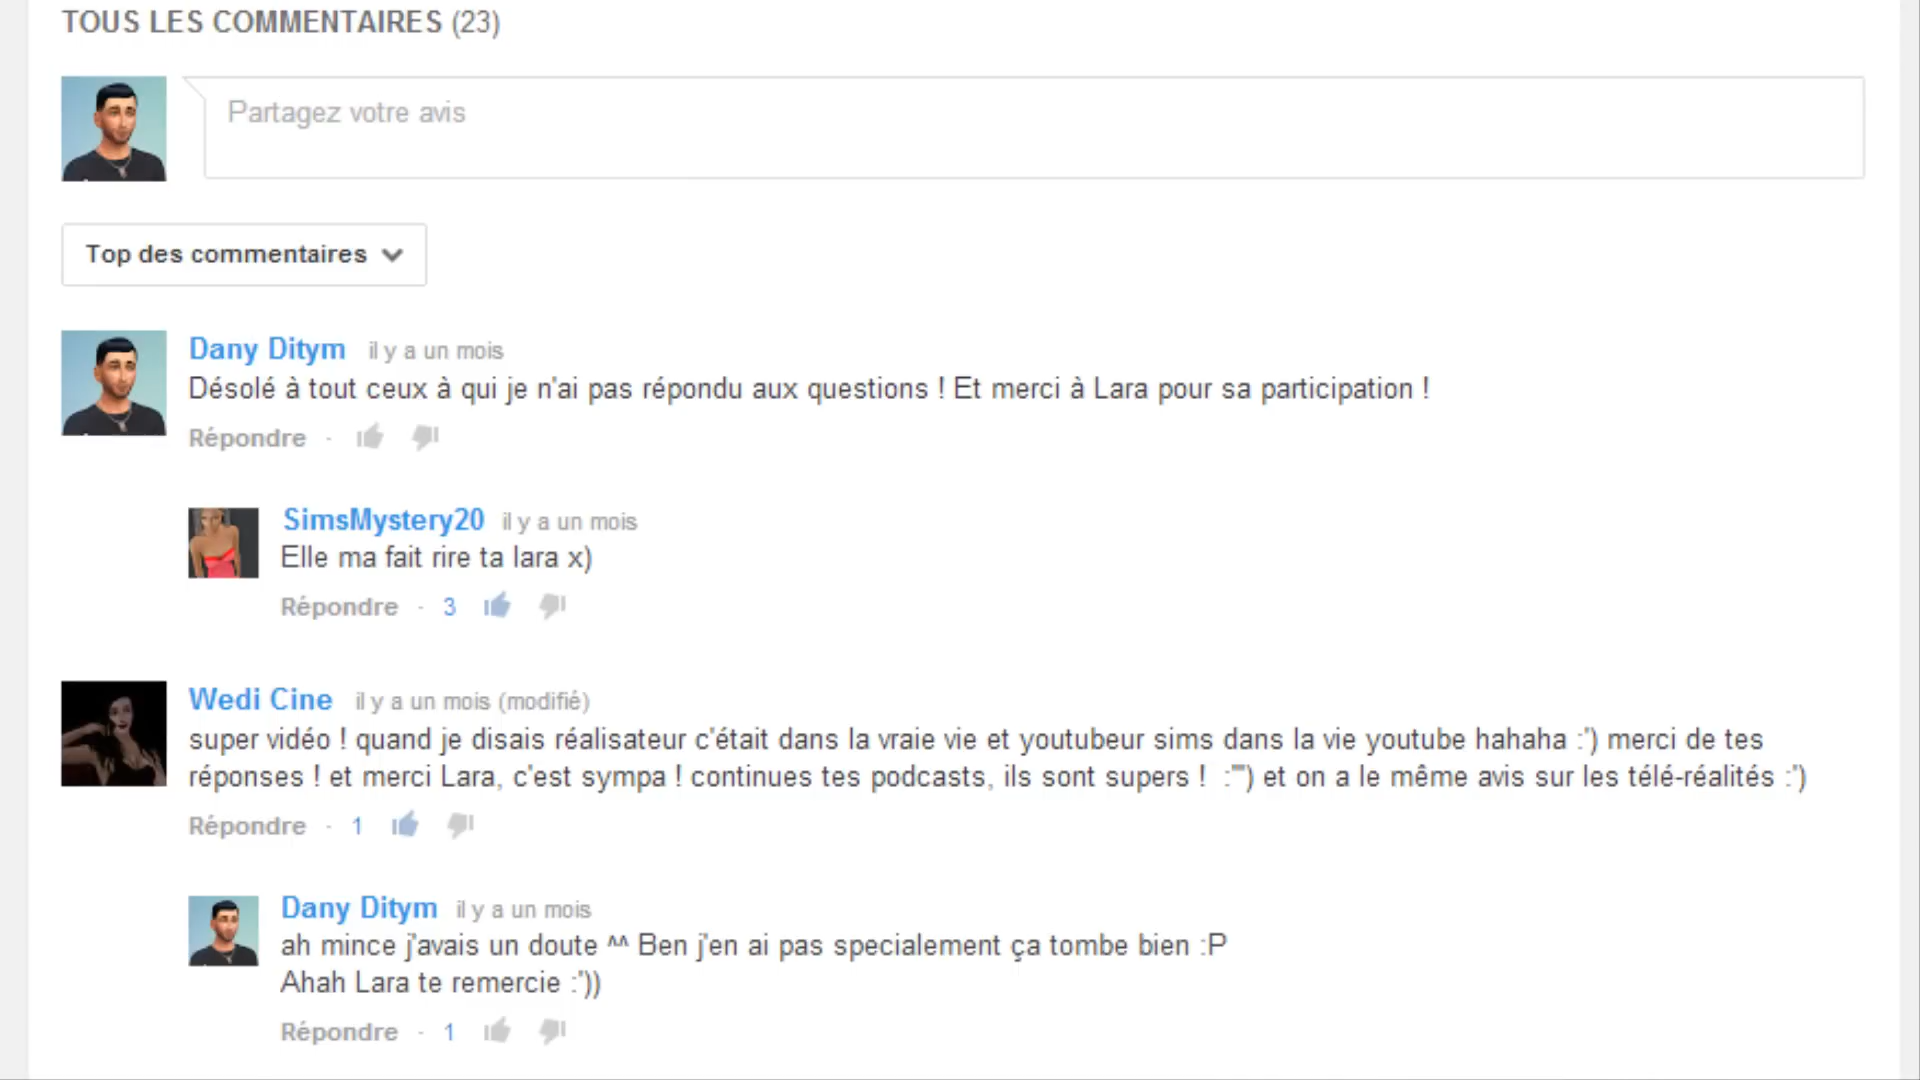 TOUS LES COMMENTAIRES (23)
Partagez votre avis
Top des commentaires
Dany Ditym il y a un mois
Désolé à tout ceux à qui je n'ai pas répondu aux questions ! Et merci à Lara pour sa participation !
Répondre ·
SimsMystery20 il y a un mois
Elle ma fait rire ta lara x)
Répondre · 3
Wedi Cine il y a un mois (modifié)
super vidéo ! quand je disais réalisateur c'était dans la vraie vie et youtubeur sims dans la vie youtube hahaha :') merci de tes
réponses ! et merci Lara, c'est sympa ! continues tes podcasts, ils sont supers ! :''') et on a le même avis sur les télé-réalités :')
Répondre · 1
Dany Ditym il y a un mois
ah mince j'avais un doute ^^ Ben j'en ai pas specialement ça tombe bien :P
Ahah Lara te remercie :'))
Répondre · 1